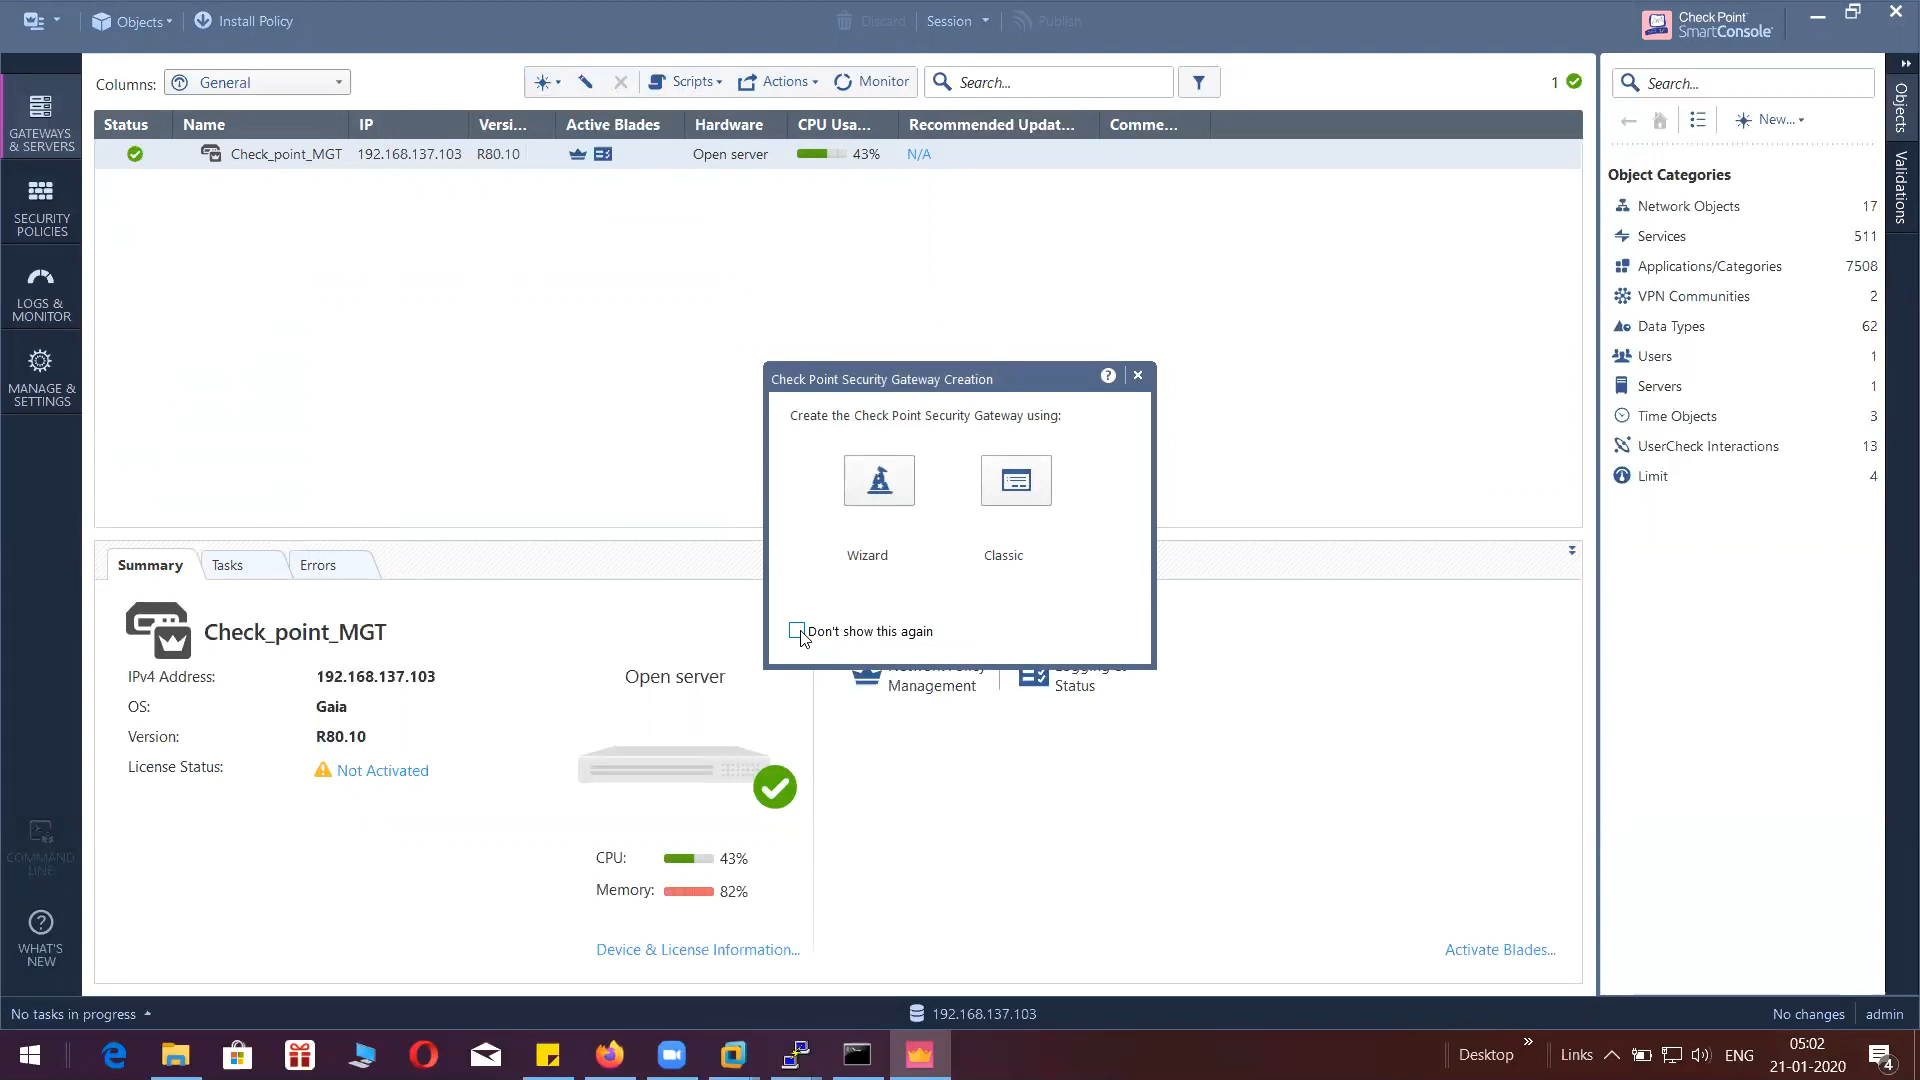 Objects
Install Policy
Discard
Session
Publish
Check Point
SmartConsole
GATEWAYS
& SERVERS
SECURITY
POLICIES
LOGS &
MONITOR
MANAGE &
SETTINGS
COMMAND
LINE
WHAT'S
NEW
Columns:
General
Scripts
Actions
Monitor
Search...
1
Status
Name
IP
Versi...
Active Blades
Hardware
CPU Usa...
Recommended Updat...
Comme...
Check_point_MGT
192.168.137.103
R80.10
Open server
43%
N/A
Check Point Security Gateway Creation
Create the Check Point Security Gateway using:
Wizard
Classic
Don't show this again
Summary
Tasks
Errors
Check_point_MGT
IPv4 Address:
192.168.137.103
OS:
Gaia
Version:
R80.10
License Status:
Not Activated
Open server
CPU:
43%
Memory:
82%
Device & License Information...
Network Policy
Management
Logging &
Status
Activate Blades...
Search...
New...
Object Categories
Network Objects 17
Services 511
Applications/Categories 7508
VPN Communities 2
Data Types 62
Users 1
Servers 1
Time Objects 3
UserCheck Interactions 13
Limit 4
Objects
Validations
No tasks in progress
192.168.137.103
No changes
admin
Desktop
Links
ENG
05:02
21-01-2020
4